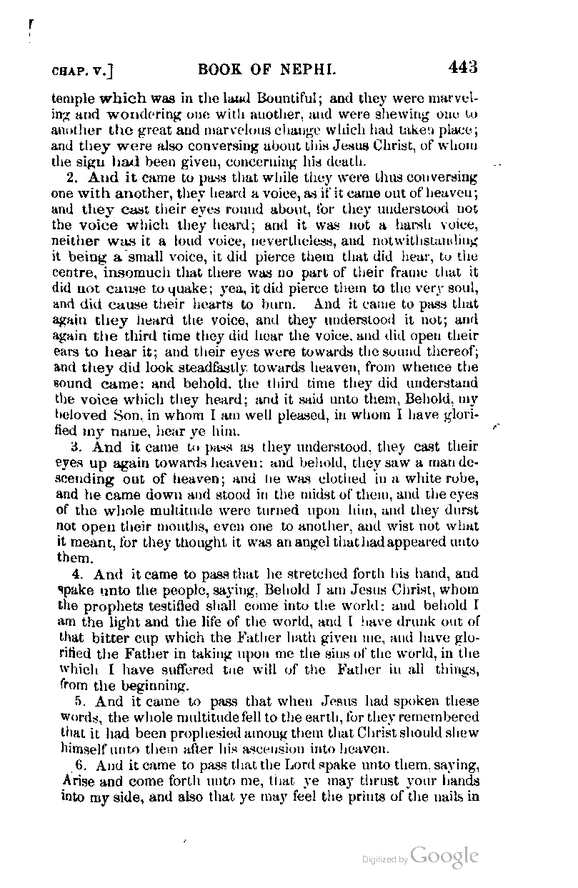 CHAP. V.] BOOK OF NEPHI. 443
temple which was in the land Bountiful; and they were marvel-
ing and wondering one with another, and were shewing one to
another the great and marvelous change which had taken place;
and they were also conversing about this Jesus Christ, of whom
the sign had been given, concerning his death.
2. And it came to pass that while they were thus conversing
one with another, they heard a voice, as if it came out of heaven;
and they cast their eyes round about, for they understood not
the voice which they heard; and it was not a harsh voice,
neither was it a loud voice, nevertheless, and notwithstanding
it being a small voice, it did pierce them that did hear, to the
centre, insomuch that there was no part of their frame that it
did not cause to quake; yea, it did pierce them to the very soul,
and did cause their hearts to burn. And it came to pass that
again they heard the voice, and they understood it not; and
again the third time they did hear the voice, and did open their
ears to hear it; and their eyes were towards the sound thereof;
and they did look steadfastly towards heaven, from whence the
sound came: and behold, the third time they did understand
the voice which they heard; and it said unto them, Behold, my
beloved Son, in whom I am well pleased, in whom I have glori-
fied my name, hear ye him.
3. And it came to pass as they understood, they cast their
eyes up again towards heaven: and behold, they saw a man de-
scending out of heaven; and he was clothed in a white robe,
and he came down and stood in the midst of them, and the eyes
of the whole multitude were turned upon him, and they durst
not open their mouths, even one to another, and wist not what
it meant, for they thought it was an angel that had appeared unto
them.
4. And it came to pass that he stretched forth his hand, and
spake unto the people, saying, Behold I am Jesus Christ, whom
the prophets testified shall come into the world: and behold I
am the light and the life of the world, and I have drunk out of
that bitter cup which the Father hath given me, and have glo-
rified the Father in taking upon me the sins of the world, in the
which I have suffered the will of the Father in all things,
from the beginning.
5. And it came to pass that when Jesus had spoken these
words, the whole multitude fell to the earth, for they remembered
that it had been prophesied among them that Christ should shew
himself unto them after his ascension into heaven.
6. And it came to pass that the Lord spake unto them, saying,
Arise and come forth unto me, that ye may thrust your hands
into my side, and also that ye may feel the prints of the nails in
Digitized by Google